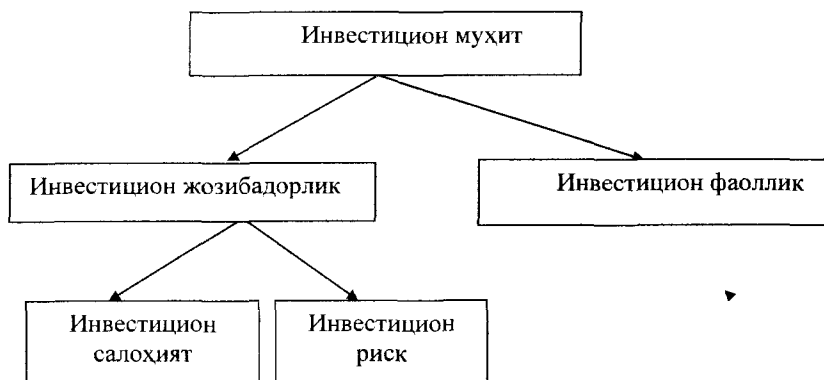 Инвестицион муҳит
Инвестицион жозибадорлик
Инвестицион фаоллик
Инвестицион
салоҳият
Инвестицион
риск